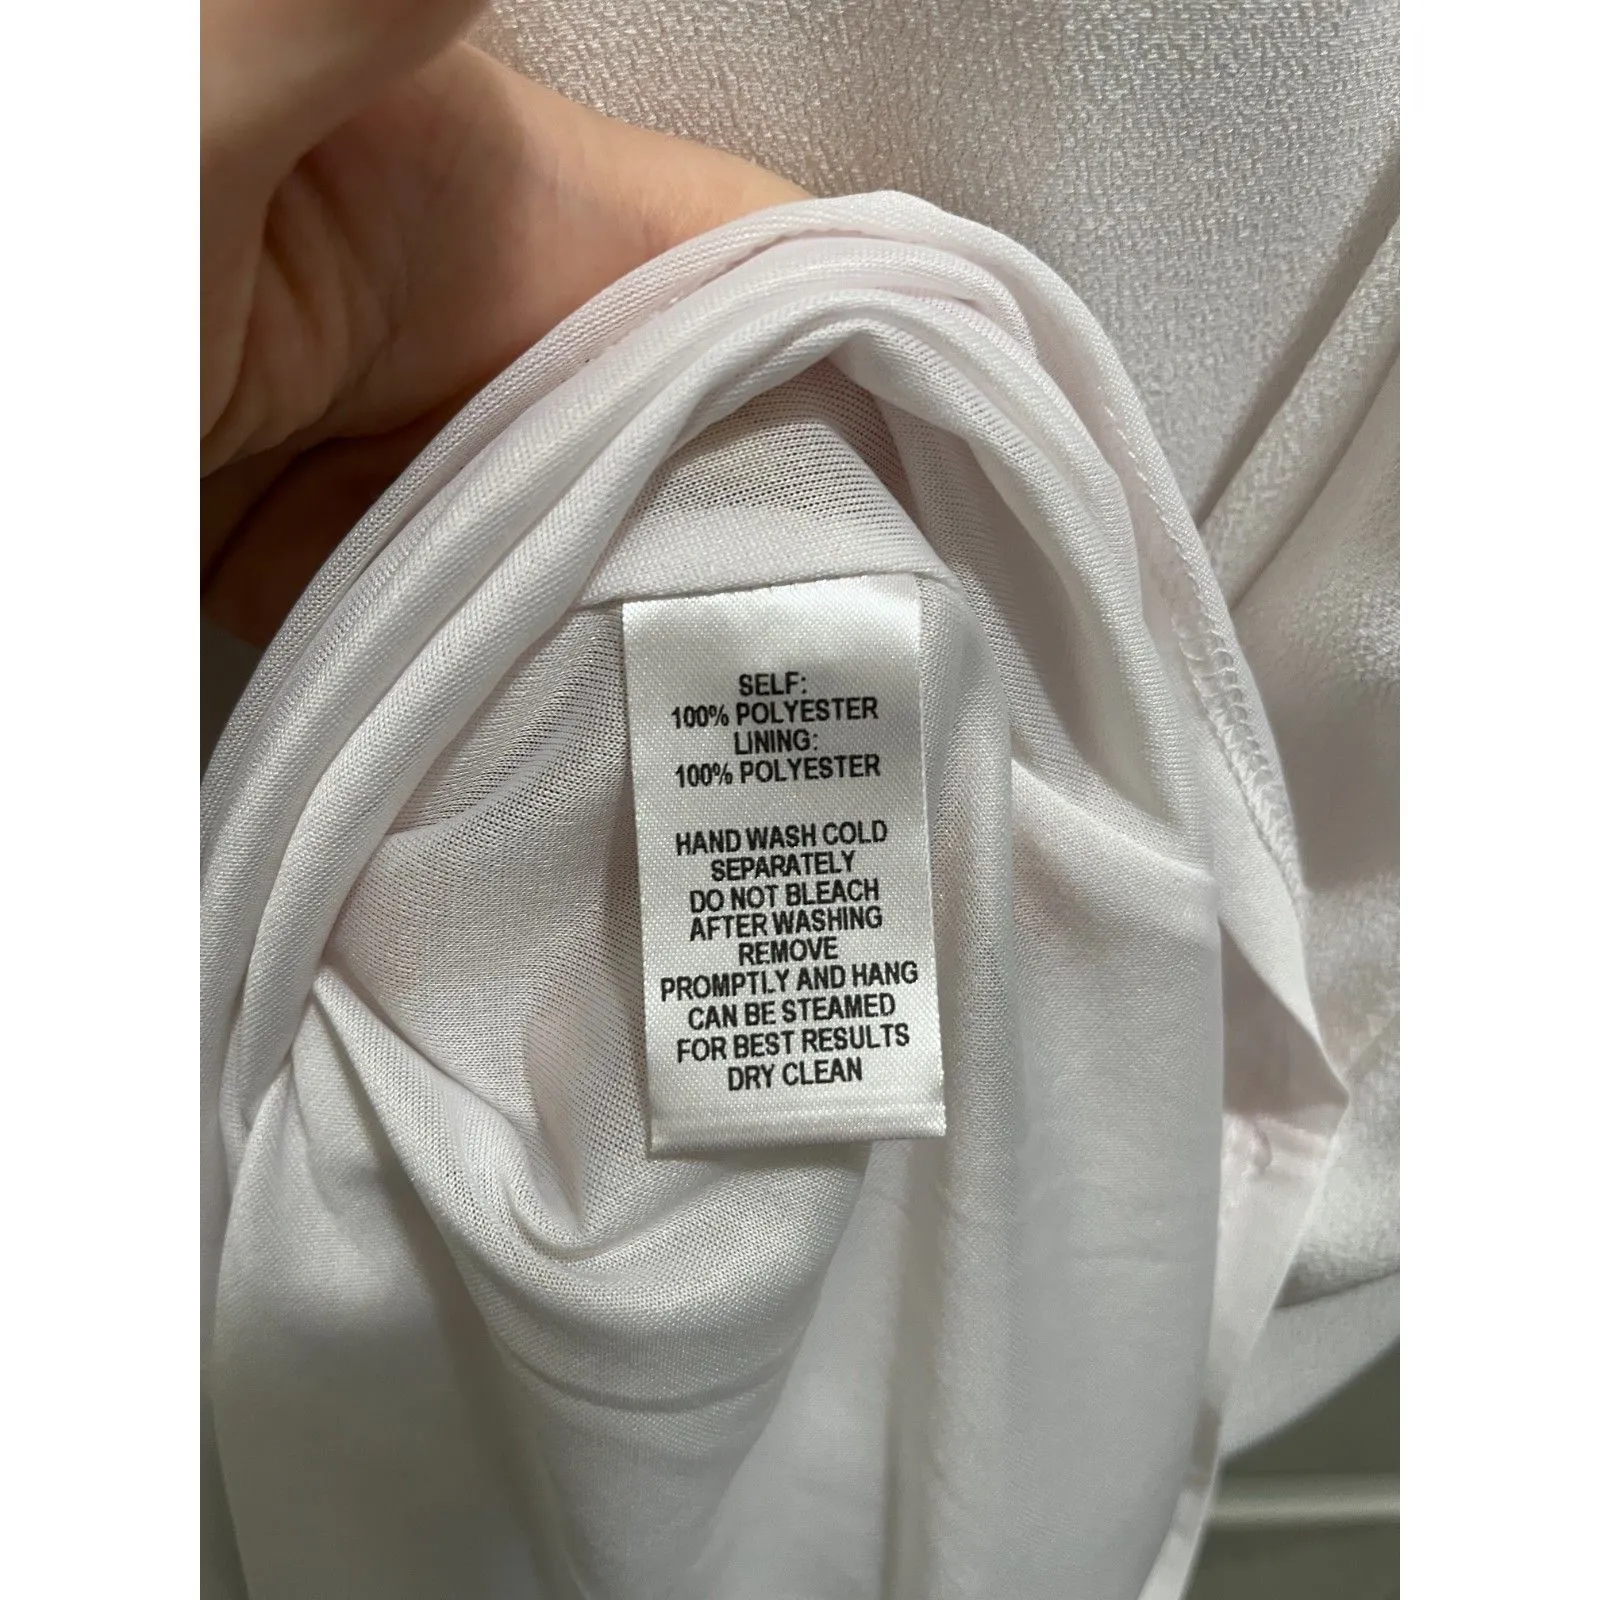 SELF:
100% POLYESTER
LINING:
100% POLYESTER
HAND WASH COLD
SEPARATELY
DO NOT BLEACH
AFTER WASHING
REMOVE
PROMPTLY AND HANG
CAN BE STEAMED
FOR BEST RESULTS
DRY CLEAN